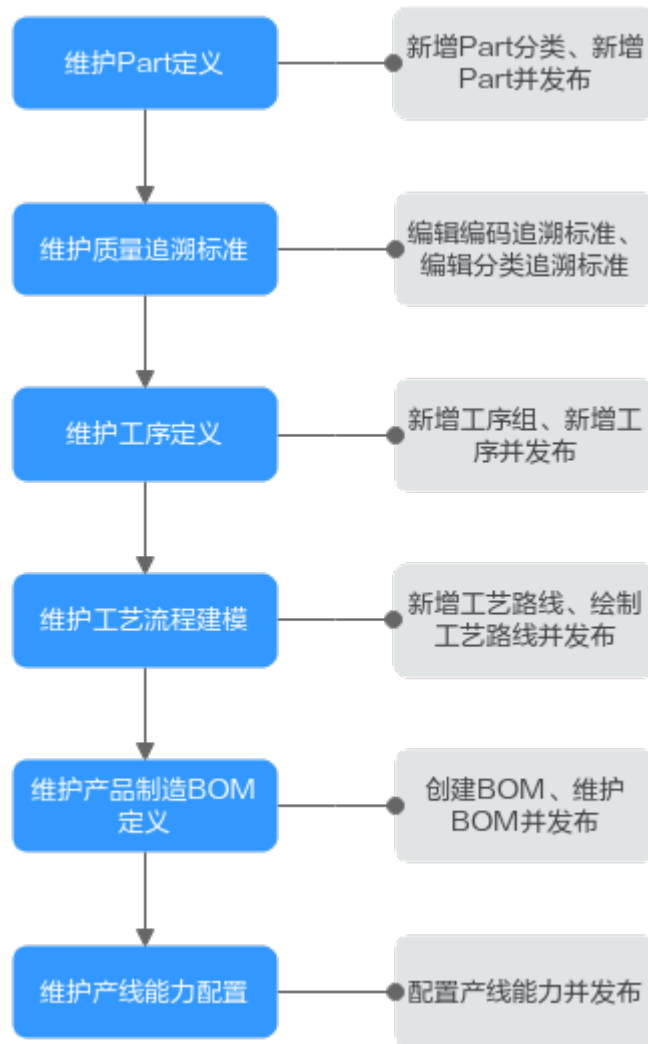 维护Part定义
新增Part分类、新增
Part并发布
维护质量追溯标准
编辑编码追溯标准、
编辑分类追溯标准
维护工序定义
新增工序组、新增工
序并发布
维护工艺流程建模
新增工艺路线、绘制
工艺路线并发布
维护产品制造BOM
定义
创建BOM、维护
BOM并发布
维护产线能力配置
配置产线能力并发布